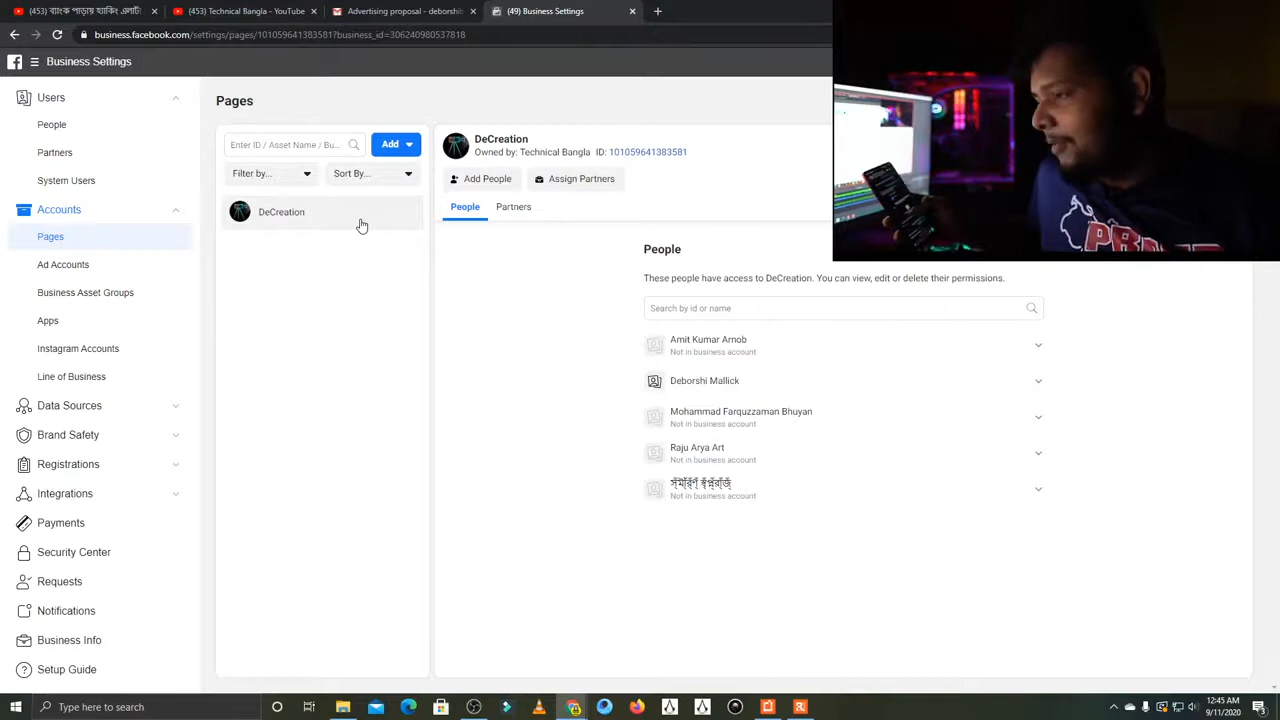 (453) ব্যাংক পাড়ায় হ্যাকিং এলার্ট!
(453) Technical Bangla - YouTube
Advertising proposal - deborshi
(49) Business Settings
business.facebook.com/settings/pages/101059641383581?business_id=306240980537818
Business Settings
Users
People
Partners
System Users
Accounts
Pages
Ad Accounts
Business Asset Groups
Apps
Instagram Accounts
Line of Business
Data Sources
Brand Safety
Registrations
Integrations
Payments
Security Center
Requests
Notifications
Business Info
Setup Guide
Pages
Enter ID / Asset Name / Bu...
Add
Filter by...
Sort By...
DeCreation
DeCreation
Owned by: Technical Bangla ID: 101059641383581
Add People
Assign Partners
People
Partners
People
These people have access to DeCreation. You can view, edit or delete their permissions.
Search by id or name
Amit Kumar Arnob
Not in business account
Deborshi Mallick
Mohammad Farquzzaman Bhuyan
Not in business account
Raju Arya Art
Not in business account
Not in business account
Type here to search
12:45 AM
9/11/2020